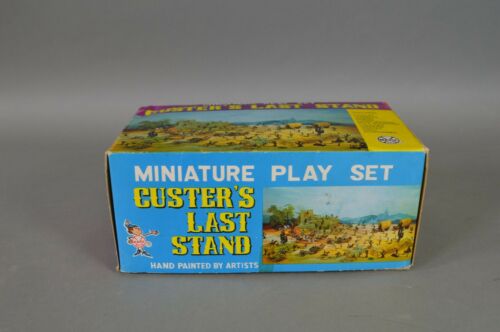 CUSTER'S LAST STAND
MINIATURE PLAY SET
CUSTER'S
LAST
STAND
HAND PAINTED BY ARTISTS